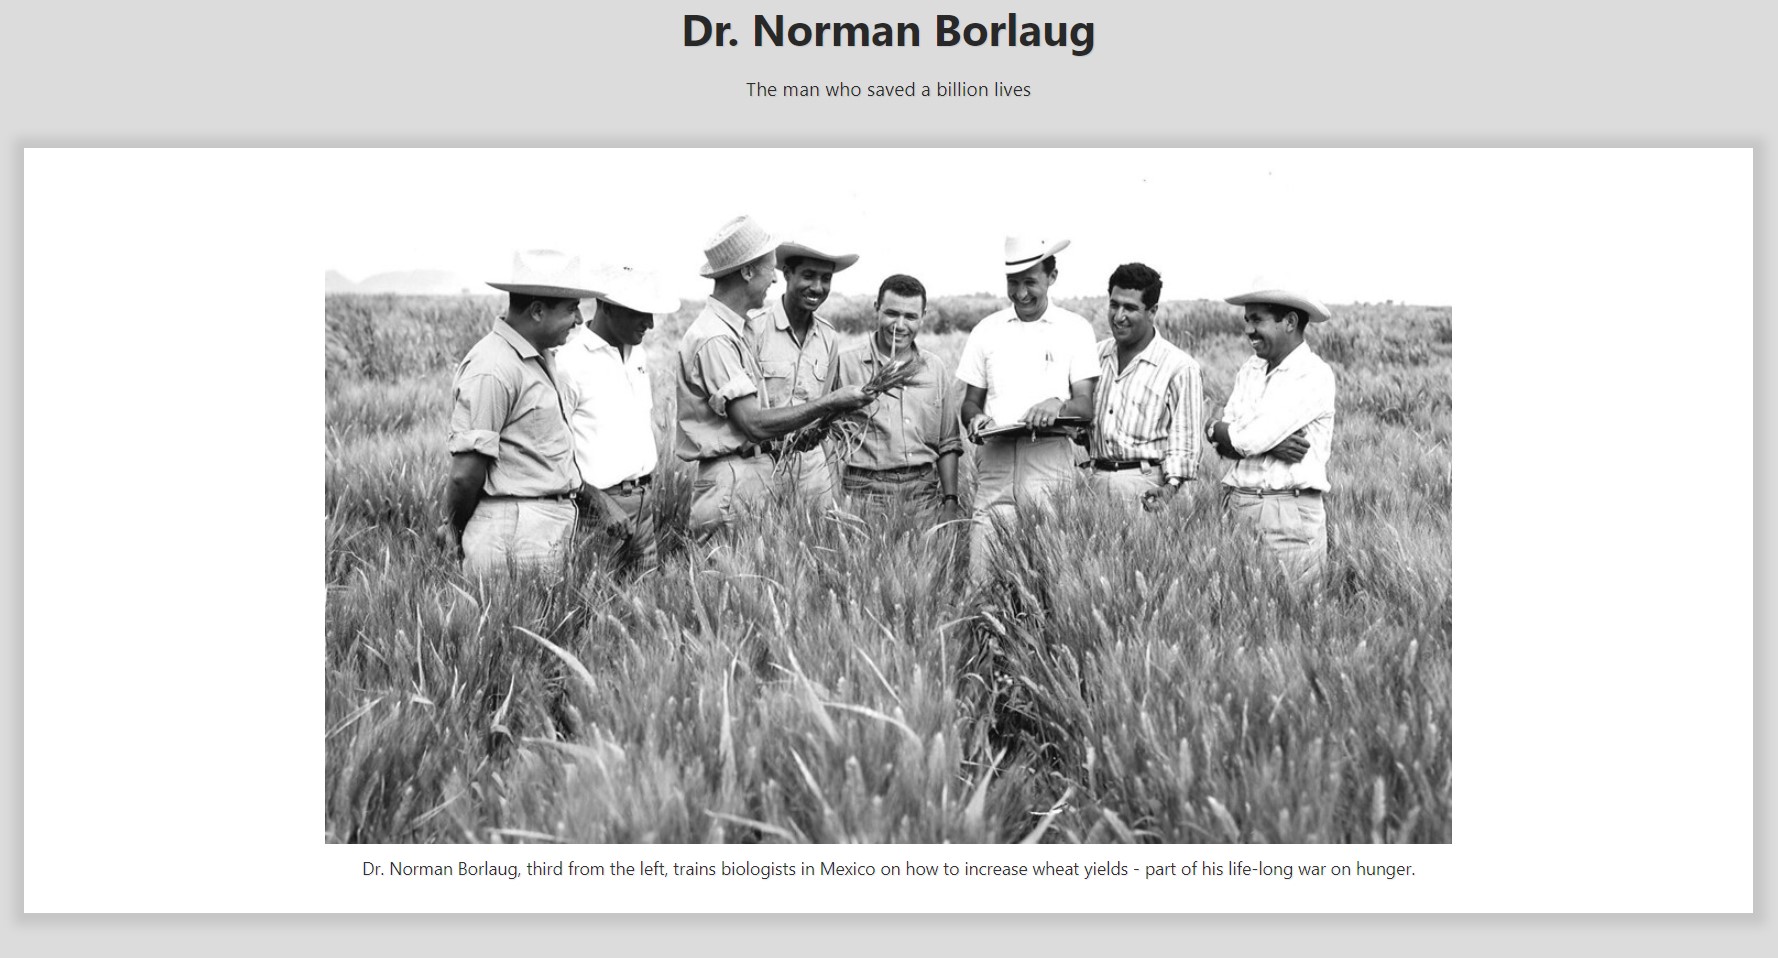 Dr. Norman Borlaug
The man who saved a billion lives
Dr. Norman Borlaug, third from the left, trains biologists in Mexico on how to increase wheat yields - part of his life-long war on hunger.